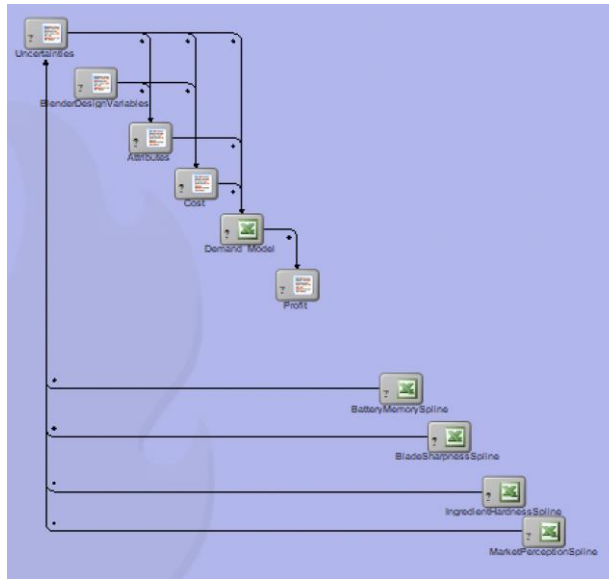 Uncertainties
BlenderDesignVariables
Attributes
Cost
Demand Model
Profit
BatteryMemorySpline
BladeSharpnessSpline
IngredientHardnessSpline
MarketPerceptionSpline